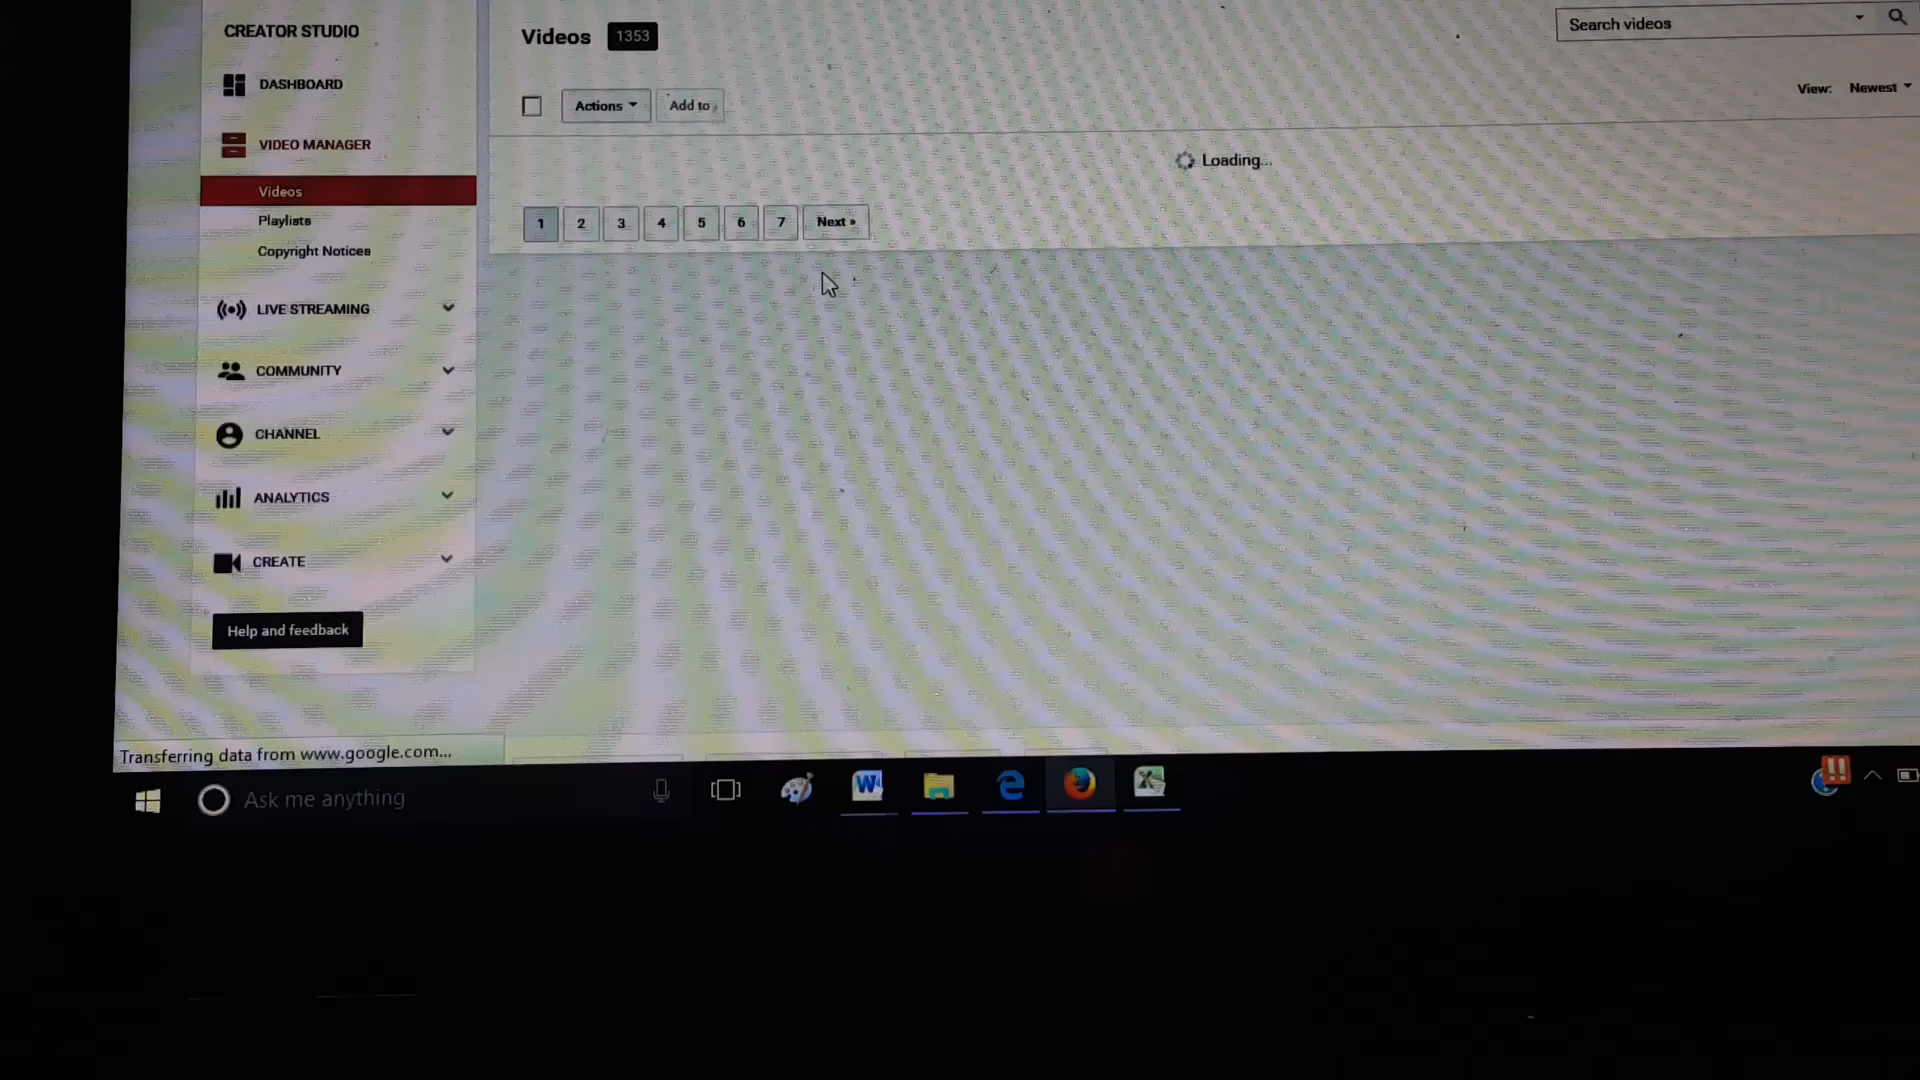 CREATOR STUDIO
DASHBOARD
VIDEO MANAGER
Videos
Playlists
Copyright Notices
LIVE STREAMING
COMMUNITY
CHANNEL
ANALYTICS
CREATE
Help and feedback
Videos 1353
Search videos
Actions Add to
View: Newest
Loading...
1 2 3 4 5 6 7 Next »
Transferring data from www.google.com...
Ask me anything